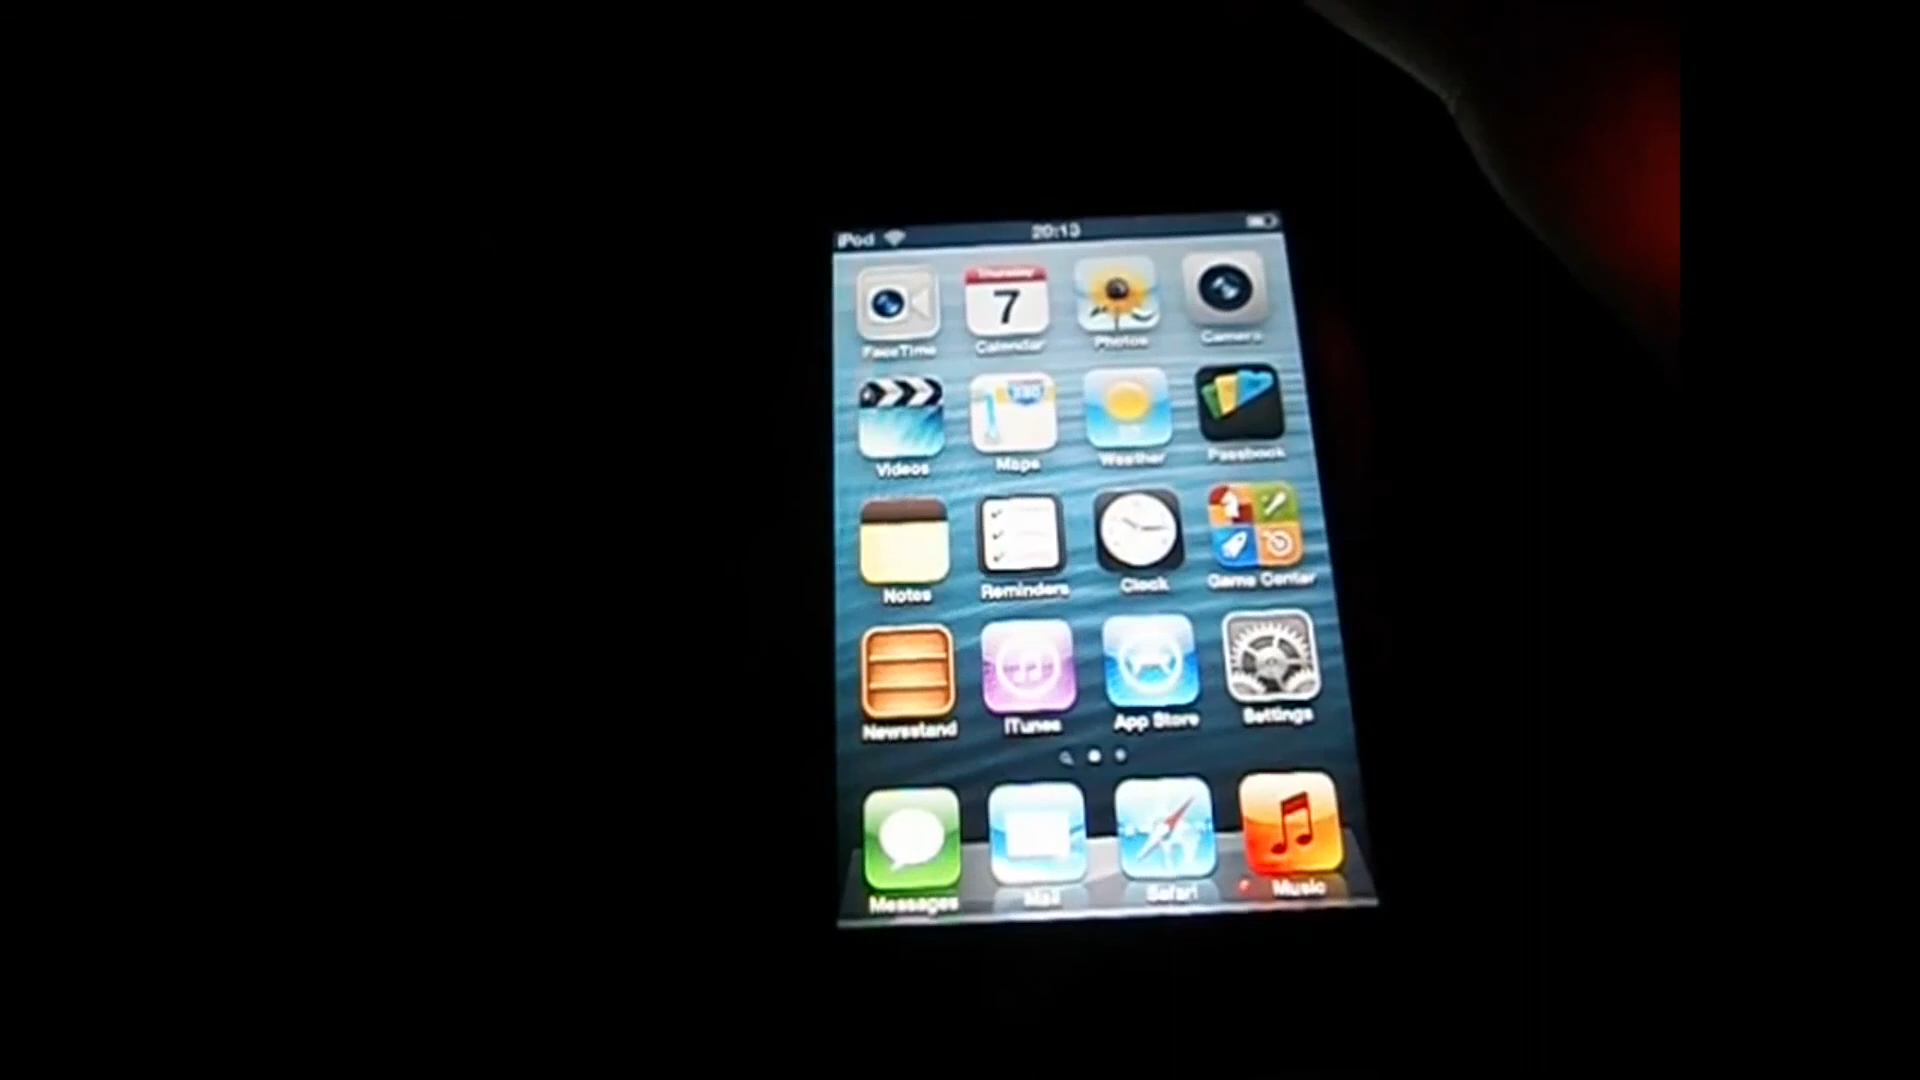 iPod 20:13
Thursday
7
FaceTime Calendar Photos Camera
Videos Maps Weather Passbook
Notes Reminders Clock Game Center
Newsstand iTunes App Store Settings
Messages Mail Safari Music